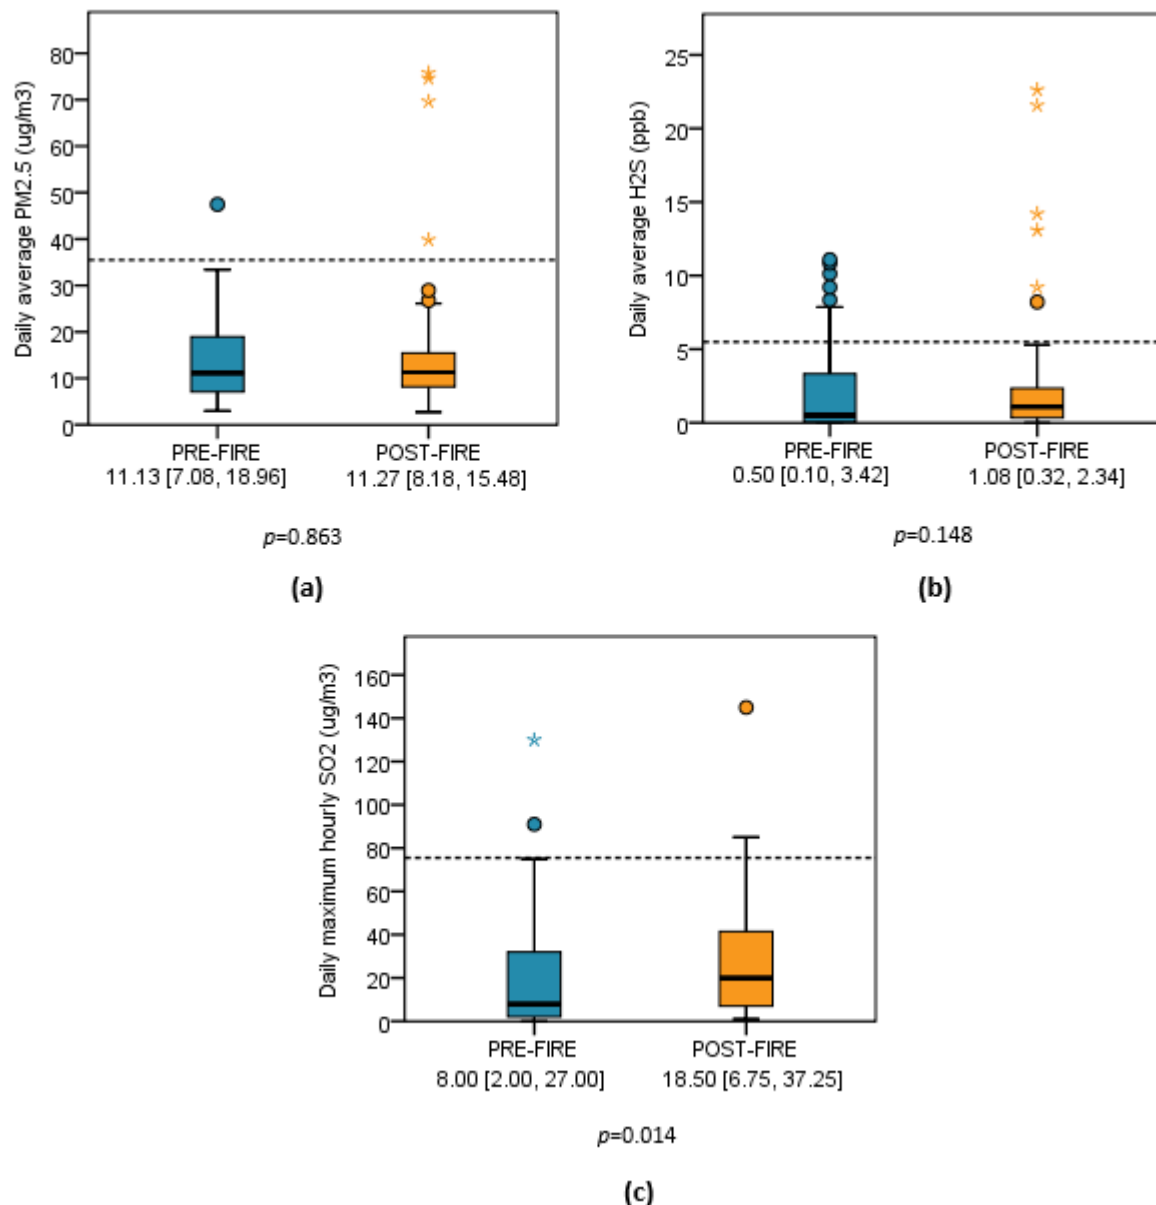 Daily average PM2.5 (ug/m3)
80
70
60
50
40
30
20
10
0
PRE-FIRE
POST-FIRE
11.13 [7.08, 18.96]
11.27 [8.18, 15.48]
p=0.863
(a)
Daily average H2S (ppb)
25
20
15
10
5
0
PRE-FIRE
POST-FIRE
0.50 [0.10, 3.42]
1.08 [0.32, 2.34]
p=0.148
(b)
Daily maximum hourly SO2 (ug/m3)
160
140
120
100
80
60
40
20
0
PRE-FIRE
POST-FIRE
8.00 [2.00, 27.00]
18.50 [6.75, 37.25]
p=0.014
(c)